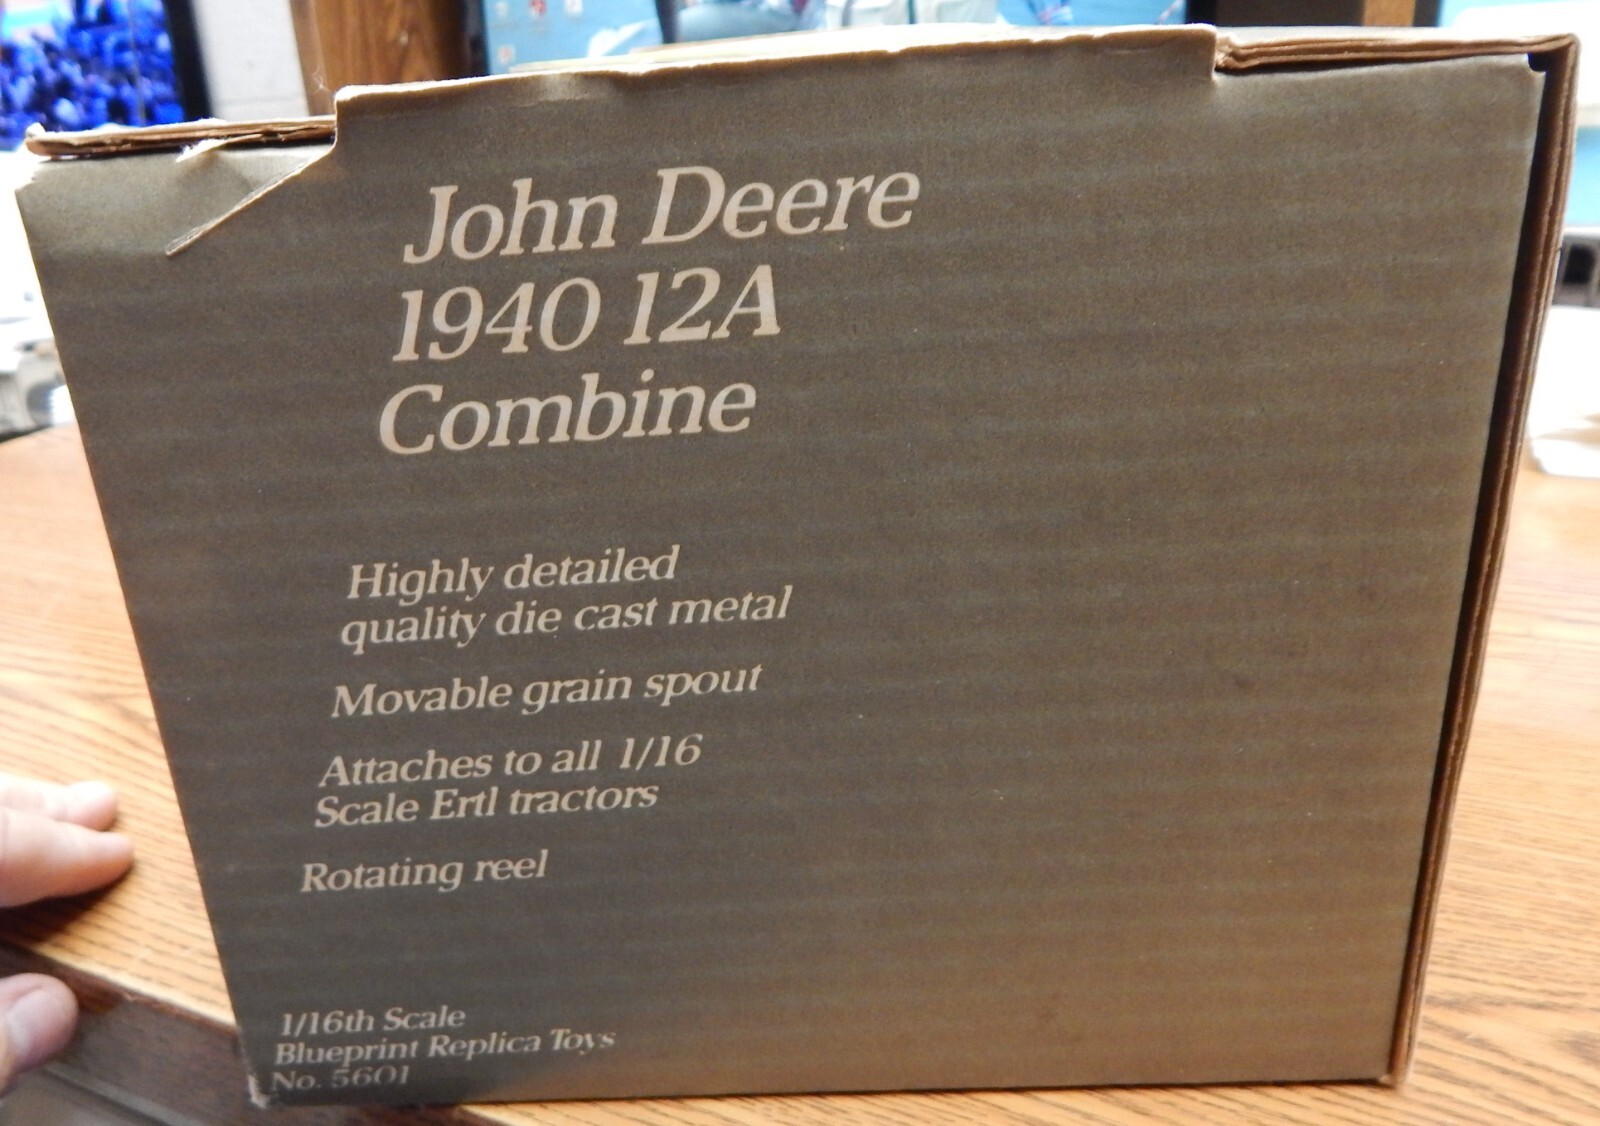 John Deere
1940 12A
Combine
Highly detailed
quality die cast metal
Movable grain spout
Attaches to all 1/16
Scale Ertl tractors
Rotating reel
1/16th Scale
Blueprint Replica Toys
No. 5601